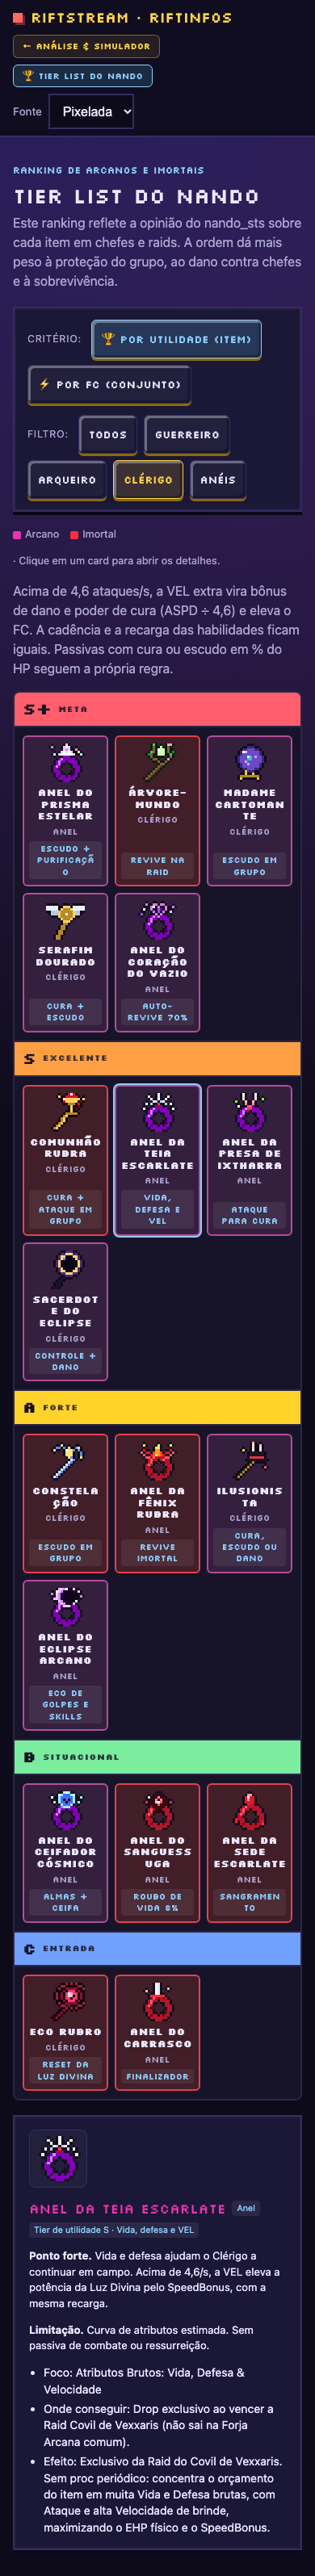 RIFTSTREAM · RIFTINFOS
← ANÁLISE & SIMULADOR
🏆 TIER LIST DO NANDO
Fonte
Pixelada
RANKING DE ARCANOS E IMORTAIS
TIER LIST DO NANDO
Este ranking reflete a opinião do nando_sts sobre
cada item em chefes e raids. A ordem dá mais
peso à proteção do grupo, ao dano contra chefes
e à sobrevivência.
CRITÉRIO:
🏆 POR UTILIDADE (ITEM)
⚡ POR FC (CONJUNTO)
FILTRO:
TODOS
GUERREIRO
ARQUEIRO
CLÉRIGO
ANÉIS
Arcano
Imortal
· Clique em um card para abrir os detalhes.
Acima de 4,6 ataques/s, a VEL extra vira bônus
de dano e poder de cura (ASPD ÷ 4,6) e eleva o
FC. A cadência e a recarga das habilidades ficam
iguais. Passivas com cura ou escudo em % do
HP seguem a própria regra.
S+ META
ANEL DO
PRISMA
ESTELAR
ANEL
ESCUDO +
PURIFICAÇÃ
O
ÁRVORE-
MUNDO
CLÉRIGO
REVIVE NA
RAID
MADAME
CARTOMAN
TE
CLÉRIGO
ESCUDO EM
GRUPO
SERAFIM
DOURADO
CLÉRIGO
CURA +
ESCUDO
ANEL DO
CORAÇÃO
DO VAZIO
ANEL
AUTO-
REVIVE 70%
S EXCELENTE
COMUNHÃO
RUBRA
CLÉRIGO
CURA +
ATAQUE EM
GRUPO
ANEL DA
TEIA
ESCARLATE
ANEL
VIDA,
DEFESA E
VEL
ANEL DA
PRESA DE
IXTHARRA
ANEL
ATAQUE
PARA CURA
SACERDOT
E DO
ECLIPSE
CLÉRIGO
CONTROLE +
DANO
A FORTE
CONSTELA
ÇÃO
CLÉRIGO
ESCUDO EM
GRUPO
ANEL DA
FÊNIX
RUBRA
ANEL
REVIVE
IMORTAL
ILUSIONIS
TA
CLÉRIGO
CURA,
ESCUDO OU
DANO
ANEL DO
ECLIPSE
ARCANO
ANEL
ECO DE
GOLPES E
SKILLS
B SITUACIONAL
ANEL DO
CEIFADOR
CÓSMICO
ANEL
ALMAS +
CEIFA
ANEL DO
SANGUESS
UGA
ANEL
ROUBO DE
VIDA 8%
ANEL DA
SEDE
ESCARLATE
ANEL
SANGRAMEN
TO
C ENTRADA
ECO RUBRO
CLÉRIGO
RESET DA
LUZ DIVINA
ANEL DO
CARRASCO
ANEL
FINALIZADOR
ANEL DA TEIA ESCARLATE
Anel
Tier de utilidade S · Vida, defesa e VEL
Ponto forte. Vida e defesa ajudam o Clérigo a
continuar em campo. Acima de 4,6/s, a VEL eleva a
potência da Luz Divina pelo SpeedBonus, com a
mesma recarga.
Limitação. Curva de atributos estimada. Sem
passiva de combate ou ressurreição.
• Foco: Atributos Brutos: Vida, Defesa &
Velocidade
• Onde conseguir: Drop exclusivo ao vencer a
Raid Covil de Vexxaris (não sai na Forja
Arcana comum).
• Efeito: Exclusivo da Raid do Covil de Vexxaris.
Sem proc periódico: concentra o orçamento
do item em muita Vida e Defesa brutas, com
Ataque e alta Velocidade de brinde,
maximizando o EHP físico e o SpeedBonus.